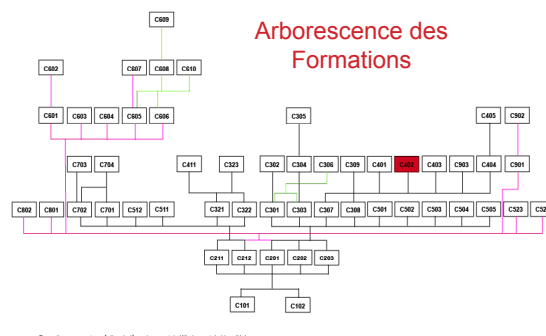 Arborescence des
Formations
C609
C602 C607 C608 C610
C601 C603 C604 C605 C606
C305 C405 C902
C703 C704 C411 C323 C302 C304 C306 C309 C401 C402 C403 C903 C404 C901
C802 C801 C702 C701 C512 C511 C321 C322 C301 C303 C307 C308 C501 C502 C503 C504 C505 C523
C211 C212 C201 C202 C203
C101 C102